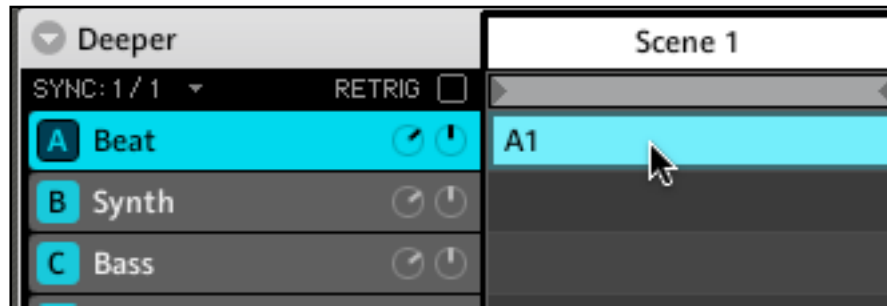 Deeper
Scene 1
SYNC: 1 / 1
RETRIG
A Beat
A1
B Synth
C Bass